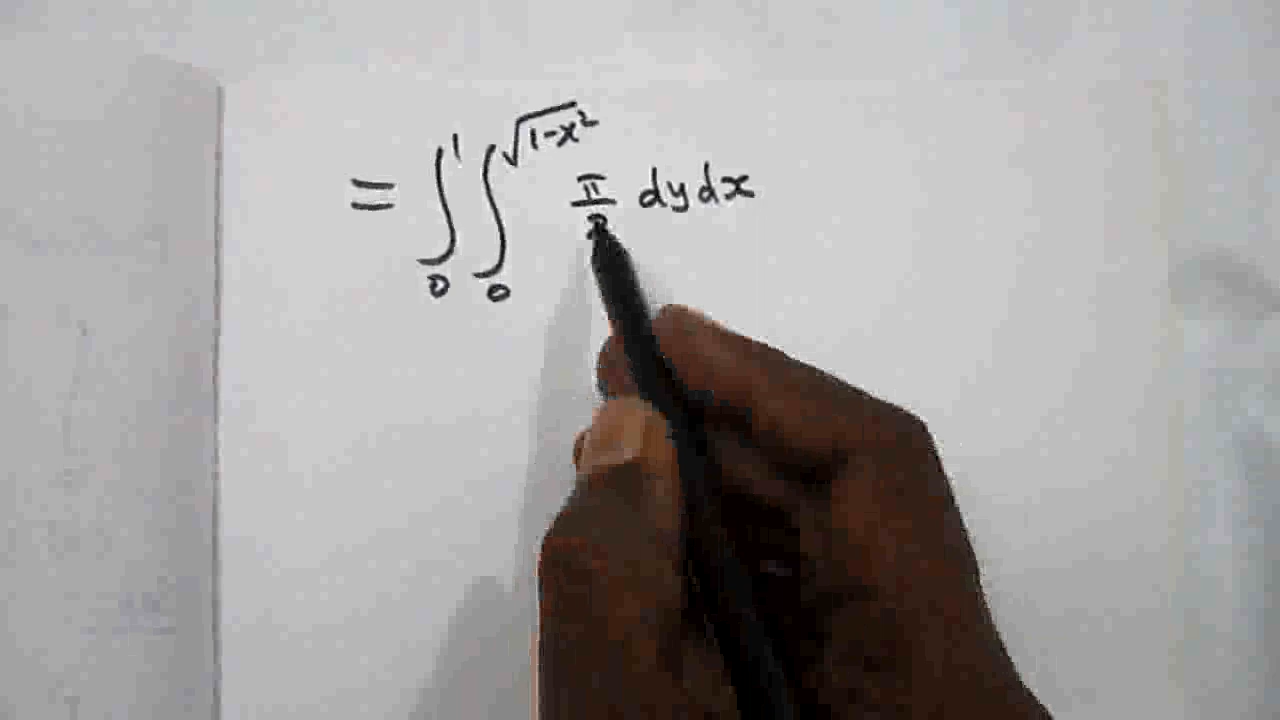 = ∫₀¹ ∫₀^√(1-x²) π/2 dy dx